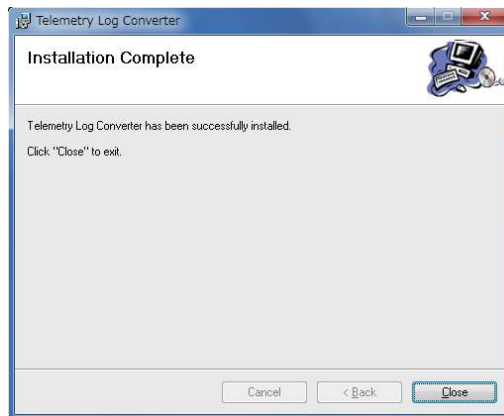 Telemetry Log Converter
Installation Complete
Telemetry Log Converter has been successfully installed.
Click "Close" to exit.
Cancel
< Back
Close